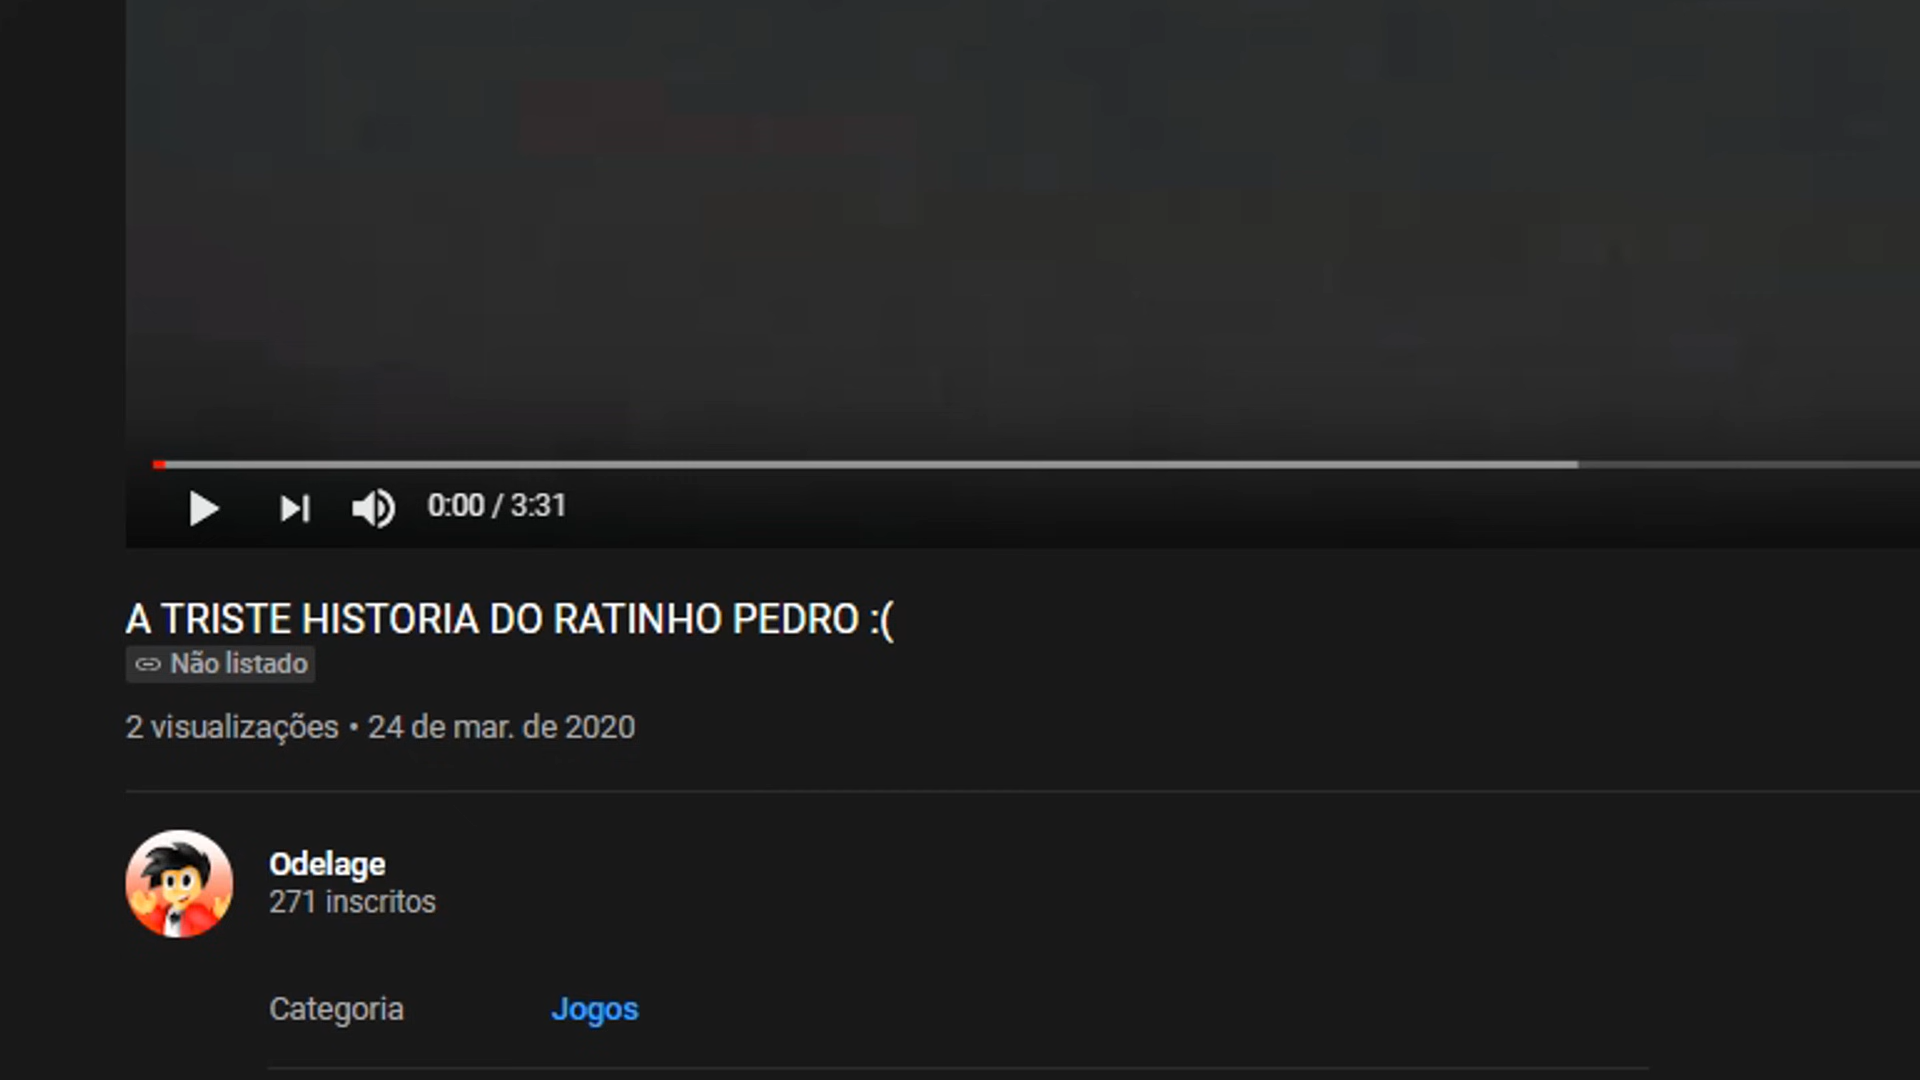 0:00 / 3:31
A TRISTE HISTORIA DO RATINHO PEDRO :(
Não listado
2 visualizações • 24 de mar. de 2020
Odelage
271 inscritos
Categoria Jogos